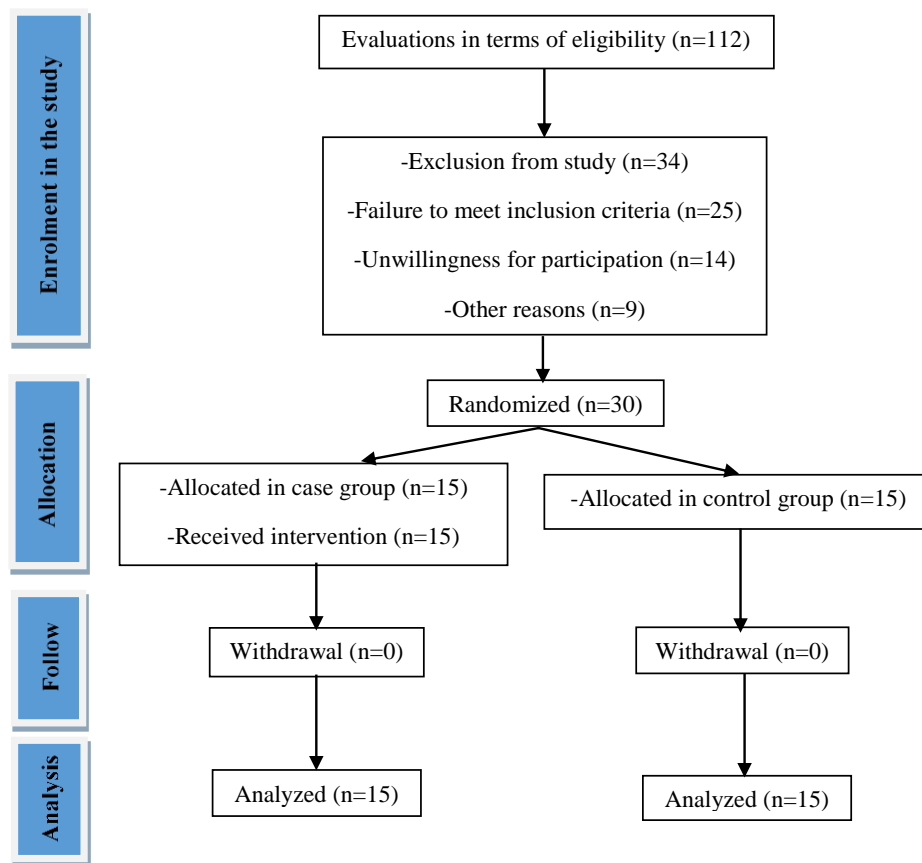 Enrolment in the study
Evaluations in terms of eligibility (n=112)
-Exclusion from study (n=34)
-Failure to meet inclusion criteria (n=25)
-Unwillingness for participation (n=14)
-Other reasons (n=9)
Allocation
Randomized (n=30)
-Allocated in case group (n=15)
-Received intervention (n=15)
-Allocated in control group (n=15)
Follow
Withdrawal (n=0)
Withdrawal (n=0)
Analysis
Analyzed (n=15)
Analyzed (n=15)